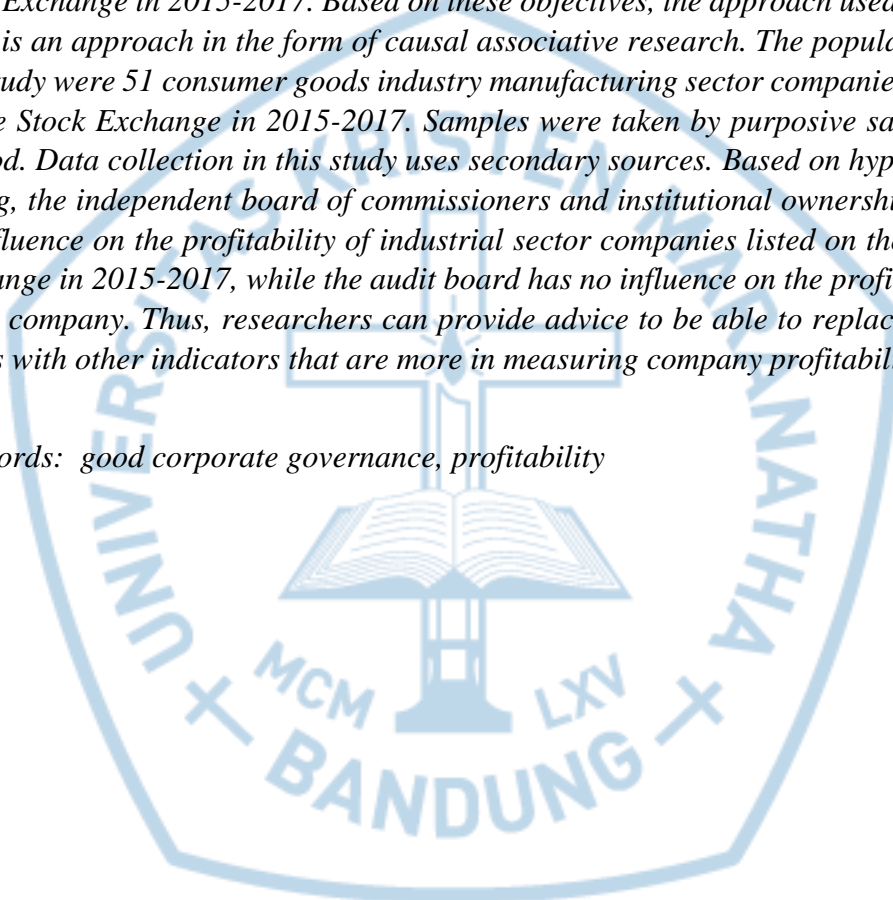 Exchange in 2015-2017. Based on these objectives, the approach used
is an approach in the form of causal associative research. The popula
tudy were 51 consumer goods industry manufacturing sector companie
e Stock Exchange in 2015-2017. Samples were taken by purposive sa
od. Data collection in this study uses secondary sources. Based on hyp
g, the independent board of commissioners and institutional ownershi
fluence on the profitability of industrial sector companies listed on the
ange in 2015-2017, while the audit board has no influence on the profi
company. Thus, researchers can provide advice to be able to replac
s with other indicators that are more in measuring company profitabil
ords: good corporate governance, profitability
UNIVERSITAS KRISTEN MARANATHA
MCM LXV
BANDUNG